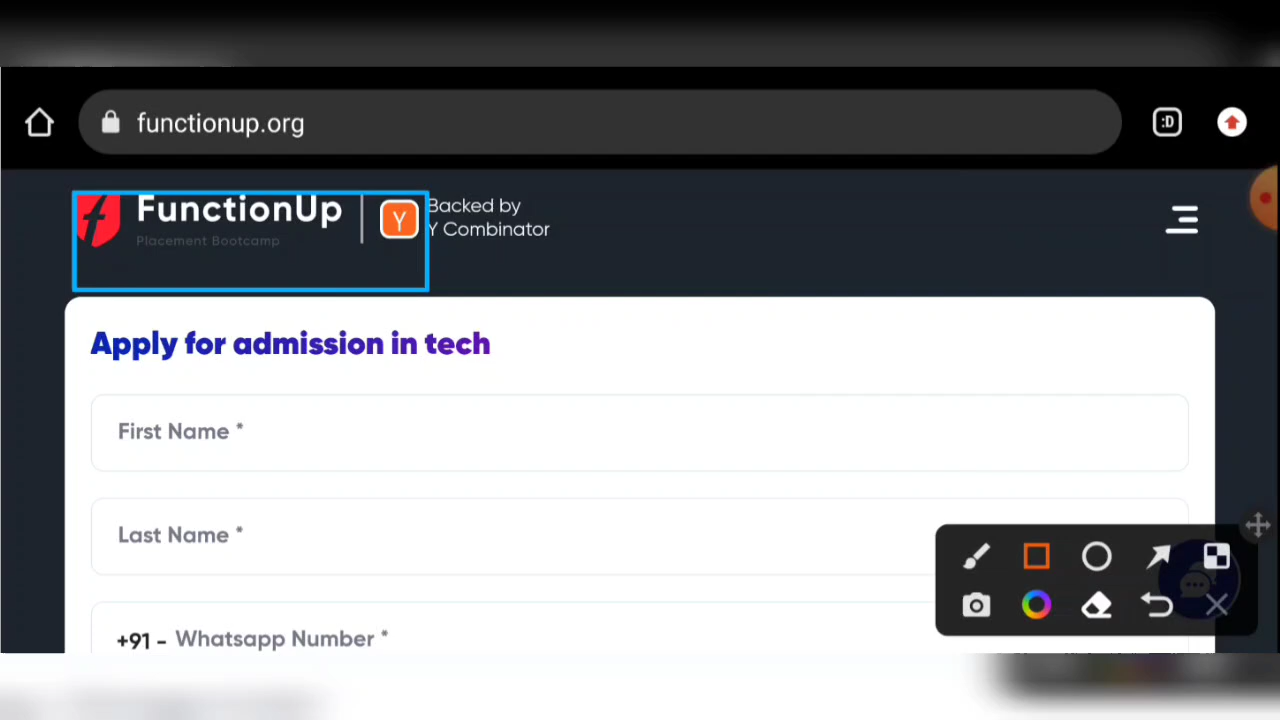 :D
functionup.org
FunctionUp
Placement Bootcamp
Y
Backed by
Y Combinator
Apply for admission in tech
First Name *
Last Name *
+91 - Whatsapp Number *